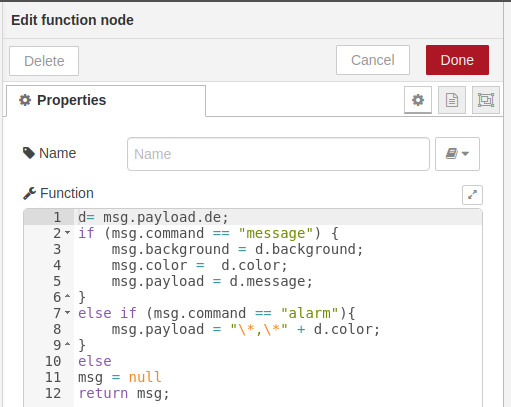 Edit function node
Delete
Cancel
Done
Properties
Name
Name
Function
1 d= msg.payload.de;
2 if (msg.command == "message") {
3     msg.background = d.background;
4     msg.color =  d.color;
5     msg.payload = d.message;
6 }
7 else if (msg.command == "alarm"){
8     msg.payload = "\*,\*" + d.color;
9 }
10 else
11 msg = null
12 return msg;